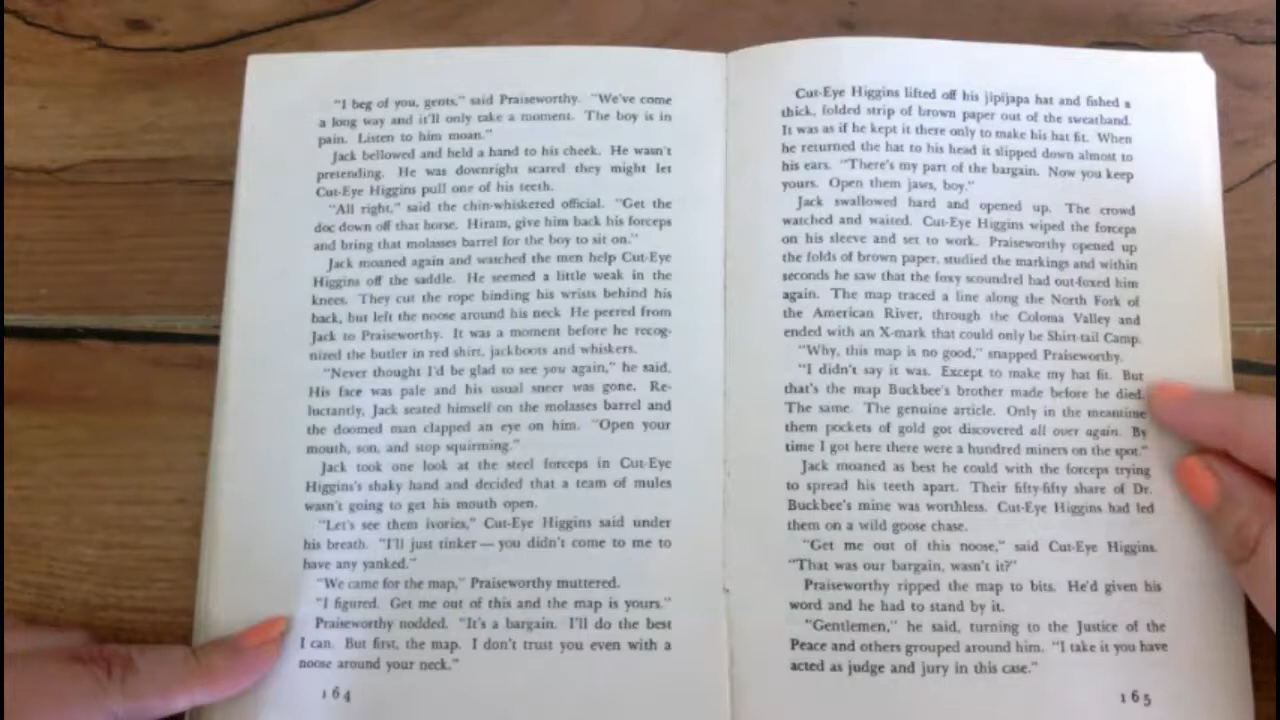 "I beg of you, gents," said Praiseworthy. "We've come
a long way and it'll only take a moment. The boy is in
pain. Listen to him moan."
Jack bellowed and held a hand to his cheek. He wasn't
pretending. He was downright scared they might let
Cut-Eye Higgins pull one of his teeth.
"All right," said the chin-whiskered official. "Get the
doc down off that horse. Hiram, give him back his forceps
and bring that molasses barrel for the boy to sit on."
Jack moaned again and watched the men help Cut-Eye
Higgins off the saddle. He seemed a little weak in the
knees. They cut the rope binding his wrists behind his
back, but left the noose around his neck He peered from
Jack to Praiseworthy. It was a moment before he recog-
nized the butler in red shirt, jackboots and whiskers.
"Never thought I'd be glad to see you again," he said.
His face was pale and his usual sneer was gone. Re-
luctantly, Jack seated himself on the molasses barrel and
the doomed man clapped an eye on him. "Open your
mouth, son, and stop squirming."
Jack took one look at the steel forceps in Cut-Eye
Higgins's shaky hand and decided that a team of mules
wasn't going to get his mouth open.
"Let's see them ivories," Cut-Eye Higgins said under
his breath. "I'll just tinker—you didn't come to me to
have any yanked."
"We came for the map," Praiseworthy muttered.
"I figured. Get me out of this and the map is yours."
Praiseworthy nodded. "It's a bargain. I'll do the best
I can. But first, the map. I don't trust you even with a
noose around your neck."
164
Cut-Eye Higgins lifted off his jipijapa hat and fished a
thick, folded strip of brown paper out of the sweatband.
It was as if he kept it there only to make his hat fit. When
he returned the hat to his head it slipped down almost to
his ears. "There's my part of the bargain. Now you keep
yours. Open them jaws, boy."
Jack swallowed hard and opened up. The crowd
watched and waited. Cut-Eye Higgins wiped the forceps
on his sleeve and set to work. Praiseworthy opened up
the folds of brown paper, studied the markings and within
seconds he saw that the foxy scoundrel had out-foxed him
again. The map traced a line along the North Fork of
the American River, through the Coloma Valley and
ended with an X-mark that could only be Shirt-tail Camp.
"Why, this map is no good," snapped Praiseworthy.
"I didn't say it was. Except to make my hat fit. But
that's the map Buckbee's brother made before he died.
The same. The genuine article. Only in the meantime
them pockets of gold got discovered all over again. By
time I got here there were a hundred miners on the spot."
Jack moaned as best he could with the forceps trying
to spread his teeth apart. Their fifty-fifty share of Dr.
Buckbee's mine was worthless. Cut-Eye Higgins had led
them on a wild goose chase.
"Get me out of this noose," said Cut-Eye Higgins.
"That was our bargain, wasn't it?"
Praiseworthy ripped the map to bits. He'd given his
word and he had to stand by it.
"Gentlemen," he said, turning to the Justice of the
Peace and others grouped around him. "I take it you have
acted as judge and jury in this case."
165